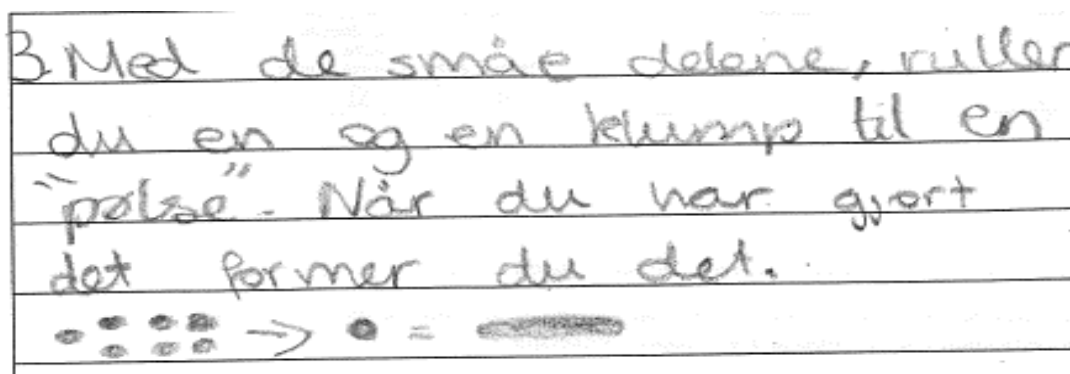 3. Med de småe delene, ruller
du en og en klump til en
"pølse". Når du har gjort
det former du det.
→ =